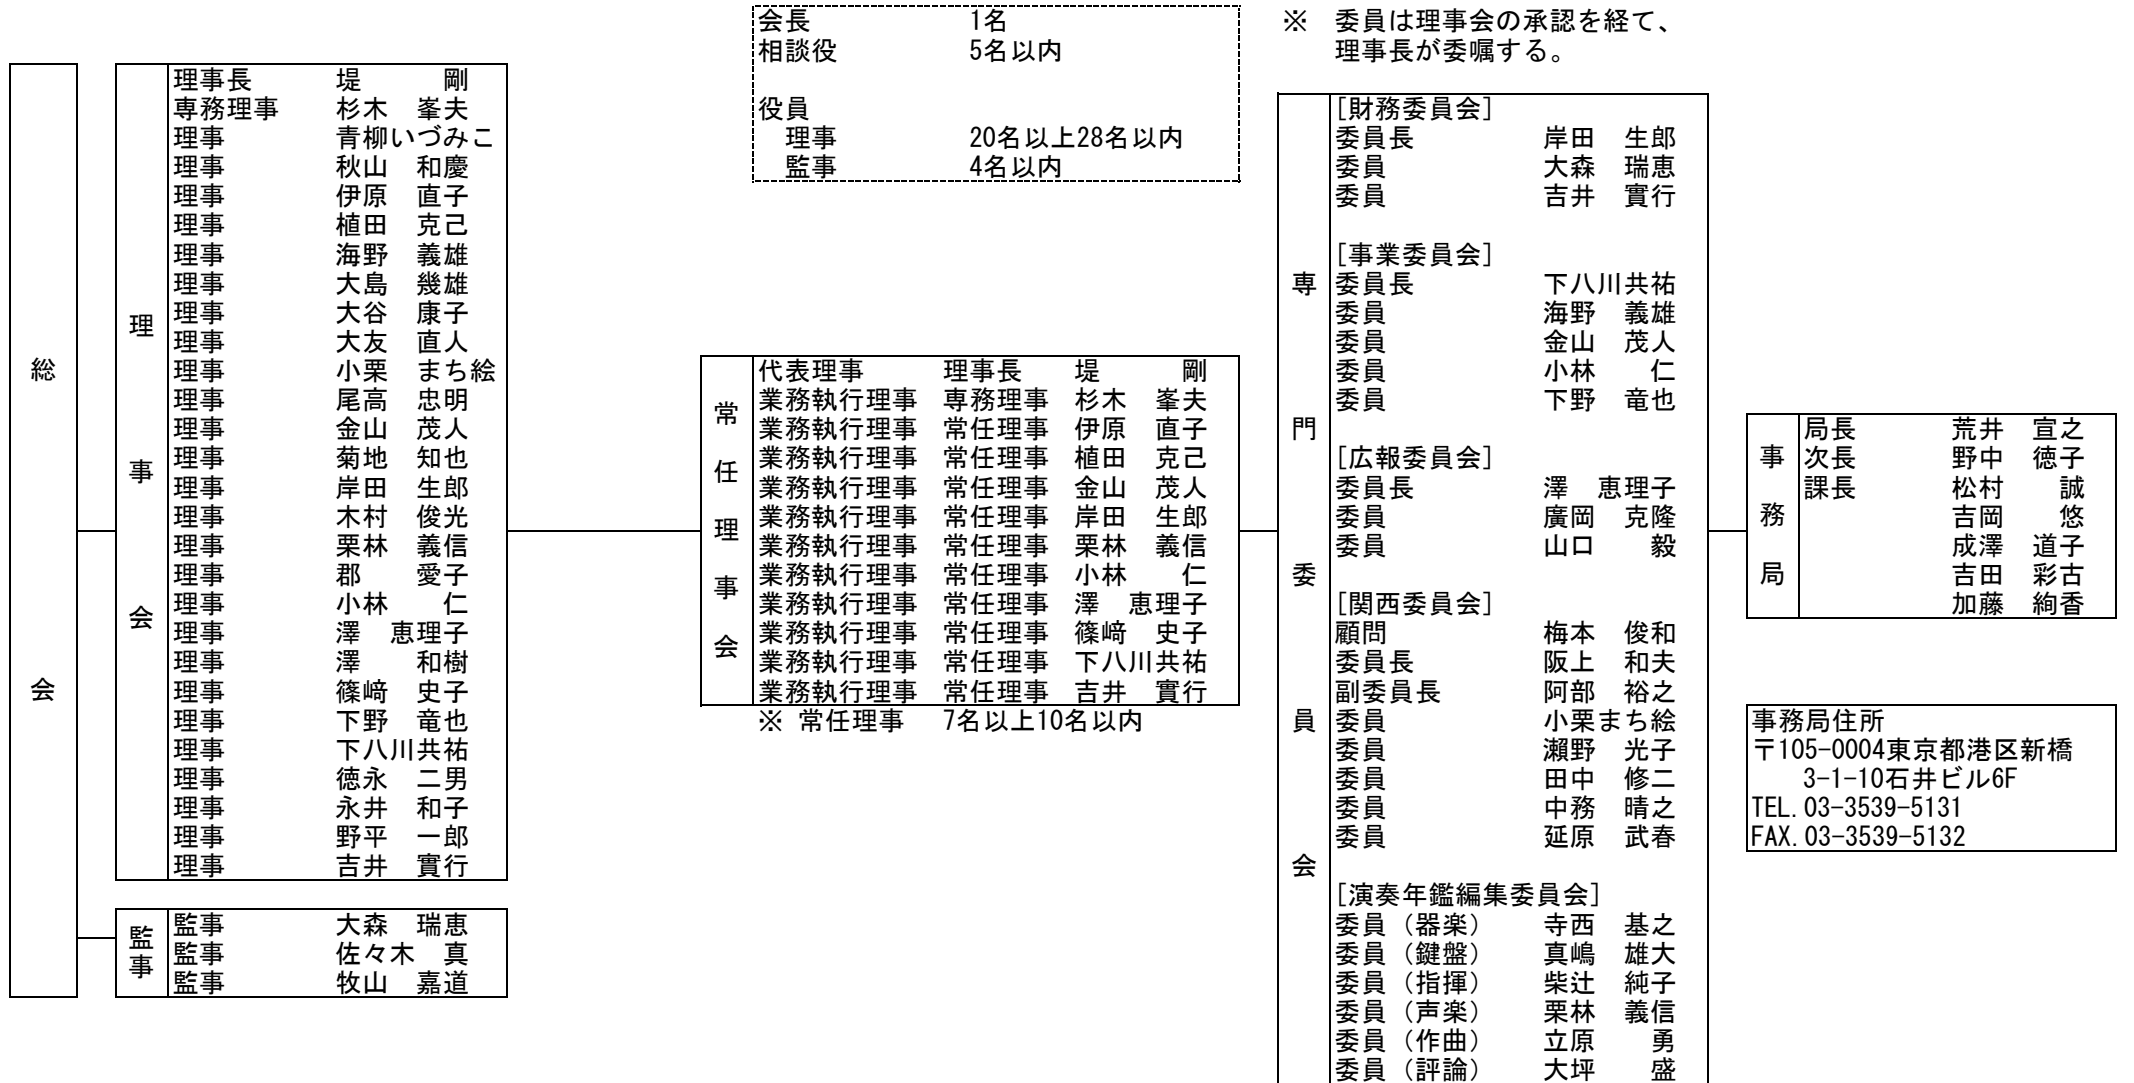 会長 1名
相談役 5名以内
役員
理事 20名以上28名以内
監事 4名以内
※ 委員は理事会の承認を経て、
理事長が委嘱する。
総会
理事会
理事長 堤 剛
専務理事 杉木 峯夫
理事 青柳いづみこ
理事 秋山 和慶
理事 伊原 直子
理事 植田 克己
理事 海野 義雄
理事 大島 幾雄
理事 大谷 康子
理事 大友 直人
理事 小栗 まち絵
理事 尾高 忠明
理事 金山 茂人
理事 菊地 知也
理事 岸田 生郎
理事 木村 俊光
理事 栗林 義信
理事 郡 愛子
理事 小林 仁
理事 澤 恵理子
理事 澤 和樹
理事 篠﨑 史子
理事 下野 竜也
理事 下八川共祐
理事 徳永 二男
理事 永井 和子
理事 野平 一郎
理事 吉井 實行
監事
監事 大森 瑞恵
監事 佐々木 真
監事 牧山 嘉道
常任理事会
代表理事 理事長 堤 剛
業務執行理事 専務理事 杉木 峯夫
業務執行理事 常任理事 伊原 直子
業務執行理事 常任理事 植田 克己
業務執行理事 常任理事 金山 茂人
業務執行理事 常任理事 岸田 生郎
業務執行理事 常任理事 栗林 義信
業務執行理事 常任理事 小林 仁
業務執行理事 常任理事 澤 恵理子
業務執行理事 常任理事 篠﨑 史子
業務執行理事 常任理事 下八川共祐
業務執行理事 常任理事 吉井 實行
※ 常任理事 7名以上10名以内
専門委員会
[財務委員会]
委員長 岸田 生郎
委員 大森 瑞恵
委員 吉井 實行
[事業委員会]
委員長 下八川共祐
委員 海野 義雄
委員 金山 茂人
委員 小林 仁
委員 下野 竜也
[広報委員会]
委員長 澤 恵理子
委員 廣岡 克隆
委員 山口 毅
[関西委員会]
顧問 梅本 俊和
委員長 阪上 和夫
副委員長 阿部 裕之
委員 小栗まち絵
委員 瀨野 光子
委員 田中 修二
委員 中務 晴之
委員 延原 武春
[演奏年鑑編集委員会]
委員（器楽） 寺西 基之
委員（鍵盤） 真嶋 雄大
委員（指揮） 柴辻 純子
委員（声楽） 栗林 義信
委員（作曲） 立原 勇
委員（評論） 大坪 盛
事務局
局長 荒井 宣之
次長 野中 徳子
課長 松村 誠
吉岡 悠
成澤 道子
吉田 彩古
加藤 絢香
事務局住所
〒105-0004東京都港区新橋
3-1-10石井ビル6F
TEL.03-3539-5131
FAX.03-3539-5132